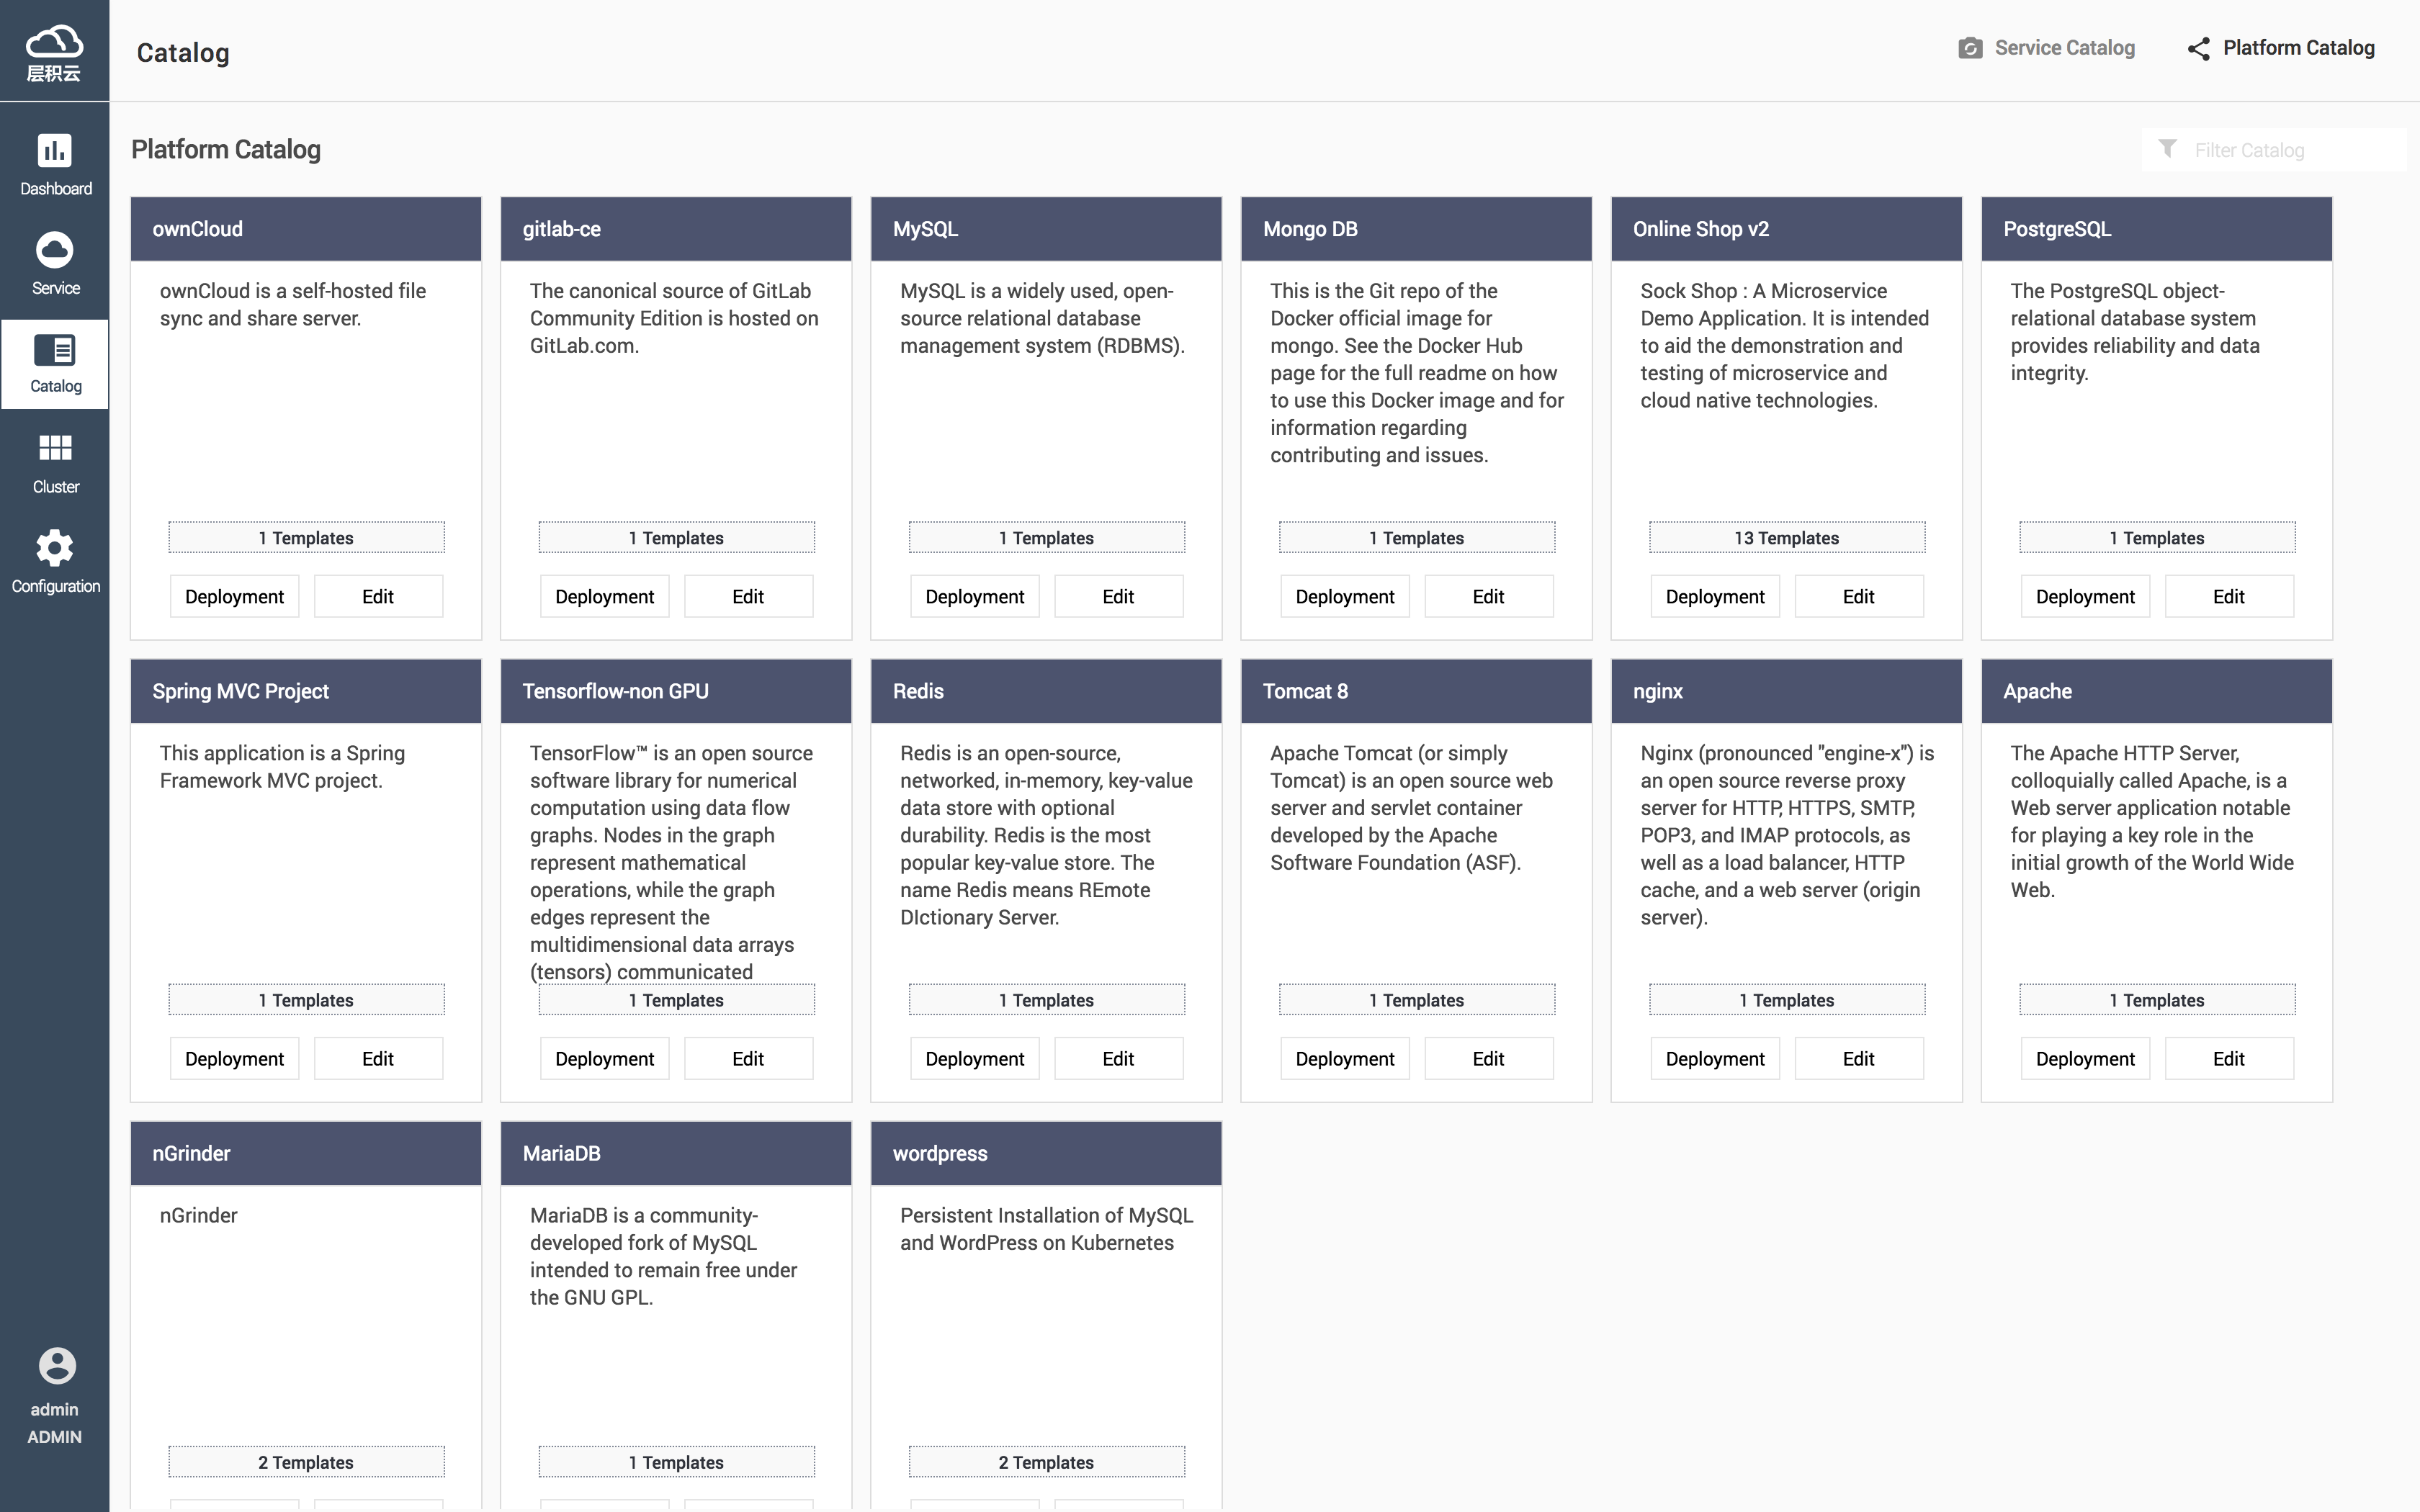 层积云
Catalog
Service Catalog
Platform Catalog
Dashboard
Service
Catalog
Cluster
Configuration
admin
ADMIN
Platform Catalog
Filter Catalog
ownCloud
ownCloud is a self-hosted file
sync and share server.
1 Templates
Deployment
Edit
gitlab-ce
The canonical source of GitLab
Community Edition is hosted on
GitLab.com.
1 Templates
Deployment
Edit
MySQL
MySQL is a widely used, open-
source relational database
management system (RDBMS).
1 Templates
Deployment
Edit
Mongo DB
This is the Git repo of the
Docker official image for
mongo. See the Docker Hub
page for the full readme on how
to use this Docker image and for
information regarding
contributing and issues.
1 Templates
Deployment
Edit
Online Shop v2
Sock Shop : A Microservice
Demo Application. It is intended
to aid the demonstration and
testing of microservice and
cloud native technologies.
13 Templates
Deployment
Edit
PostgreSQL
The PostgreSQL object-
relational database system
provides reliability and data
integrity.
1 Templates
Deployment
Edit
Spring MVC Project
This application is a Spring
Framework MVC project.
1 Templates
Deployment
Edit
Tensorflow-non GPU
TensorFlow™ is an open source
software library for numerical
computation using data flow
graphs. Nodes in the graph
represent mathematical
operations, while the graph
edges represent the
multidimensional data arrays
(tensors) communicated
1 Templates
Deployment
Edit
Redis
Redis is an open-source,
networked, in-memory, key-value
data store with optional
durability. Redis is the most
popular key-value store. The
name Redis means REmote
DIctionary Server.
1 Templates
Deployment
Edit
Tomcat 8
Apache Tomcat (or simply
Tomcat) is an open source web
server and servlet container
developed by the Apache
Software Foundation (ASF).
1 Templates
Deployment
Edit
nginx
Nginx (pronounced "engine-x") is
an open source reverse proxy
server for HTTP, HTTPS, SMTP,
POP3, and IMAP protocols, as
well as a load balancer, HTTP
cache, and a web server (origin
server).
1 Templates
Deployment
Edit
Apache
The Apache HTTP Server,
colloquially called Apache, is a
Web server application notable
for playing a key role in the
initial growth of the World Wide
Web.
1 Templates
Deployment
Edit
nGrinder
nGrinder
2 Templates
MariaDB
MariaDB is a community-
developed fork of MySQL
intended to remain free under
the GNU GPL.
1 Templates
wordpress
Persistent Installation of MySQL
and WordPress on Kubernetes
2 Templates